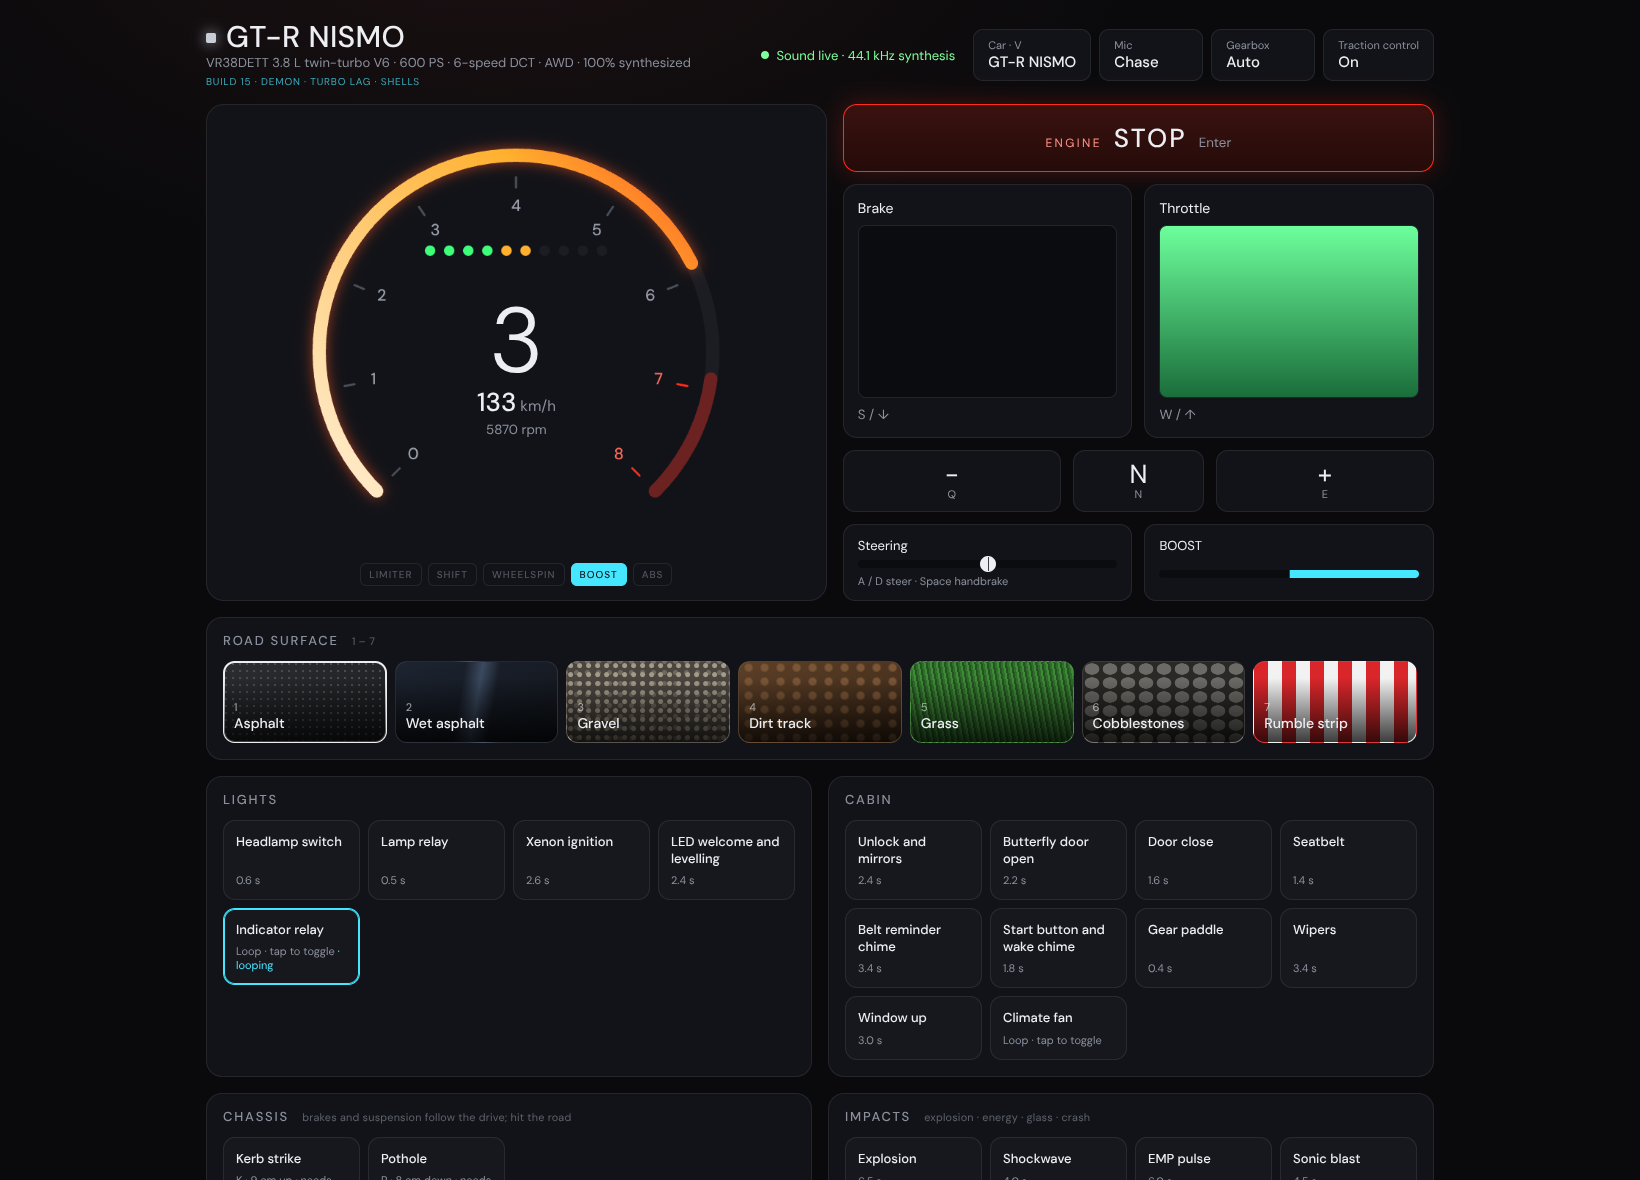 GT-R NISMO
VR38DETT 3.8 L twin-turbo V6 · 600 PS · 6-speed DCT · AWD · 100% synthesized
BUILD 15 · DEMON · TURBO LAG · SHELLS
Sound live · 44.1 kHz synthesis
Car · V
GT-R NISMO
Mic
Chase
Gearbox
Auto
Traction control
On
0
1
2
3
4
5
6
7
8
3
133 km/h
5870 rpm
LIMITER
SHIFT
WHEELSPIN
BOOST
ABS
ENGINE STOP Enter
Brake
S / ↓
Throttle
W / ↑
−
Q
N
N
+
E
Steering
A / D steer · Space handbrake
BOOST
ROAD SURFACE 1 – 7
1
Asphalt
2
Wet asphalt
3
Gravel
4
Dirt track
5
Grass
6
Cobblestones
7
Rumble strip
LIGHTS
Headlamp switch
0.6 s
Lamp relay
0.5 s
Xenon ignition
2.6 s
LED welcome and
levelling
2.4 s
Indicator relay
Loop · tap to toggle ·
looping
CABIN
Unlock and
mirrors
2.4 s
Butterfly door
open
2.2 s
Door close
1.6 s
Seatbelt
1.4 s
Belt reminder
chime
3.4 s
Start button and
wake chime
1.8 s
Gear paddle
0.4 s
Wipers
3.4 s
Window up
3.0 s
Climate fan
Loop · tap to toggle
CHASSIS brakes and suspension follow the drive; hit the road
Kerb strike
Pothole
IMPACTS explosion · energy · glass · crash
Explosion
Shockwave
EMP pulse
Sonic blast